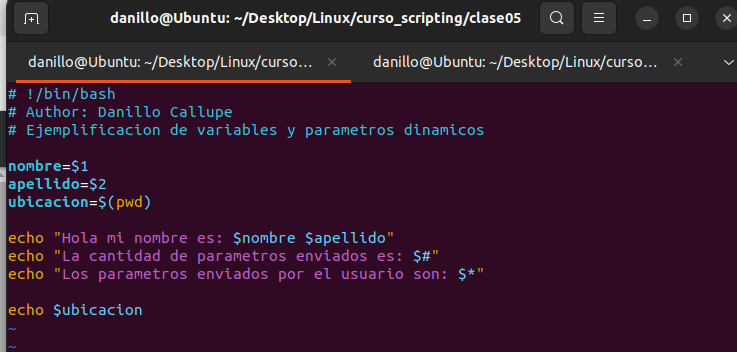 danillo@Ubuntu: ~/Desktop/Linux/curso_scripting/clase05
danillo@Ubuntu: ~/Desktop/Linux/curso...
danillo@Ubuntu: ~/Desktop/Linux/curso...
# !/bin/bash
# Author: Danillo Callupe
# Ejemplificacion de variables y parametros dinamicos
nombre=$1
apellido=$2
ubicacion=$(pwd)
echo "Hola mi nombre es: $nombre $apellido"
echo "La cantidad de parametros enviados es: $#"
echo "Los parametros enviados por el usuario son: $*"
echo $ubicacion
~
~